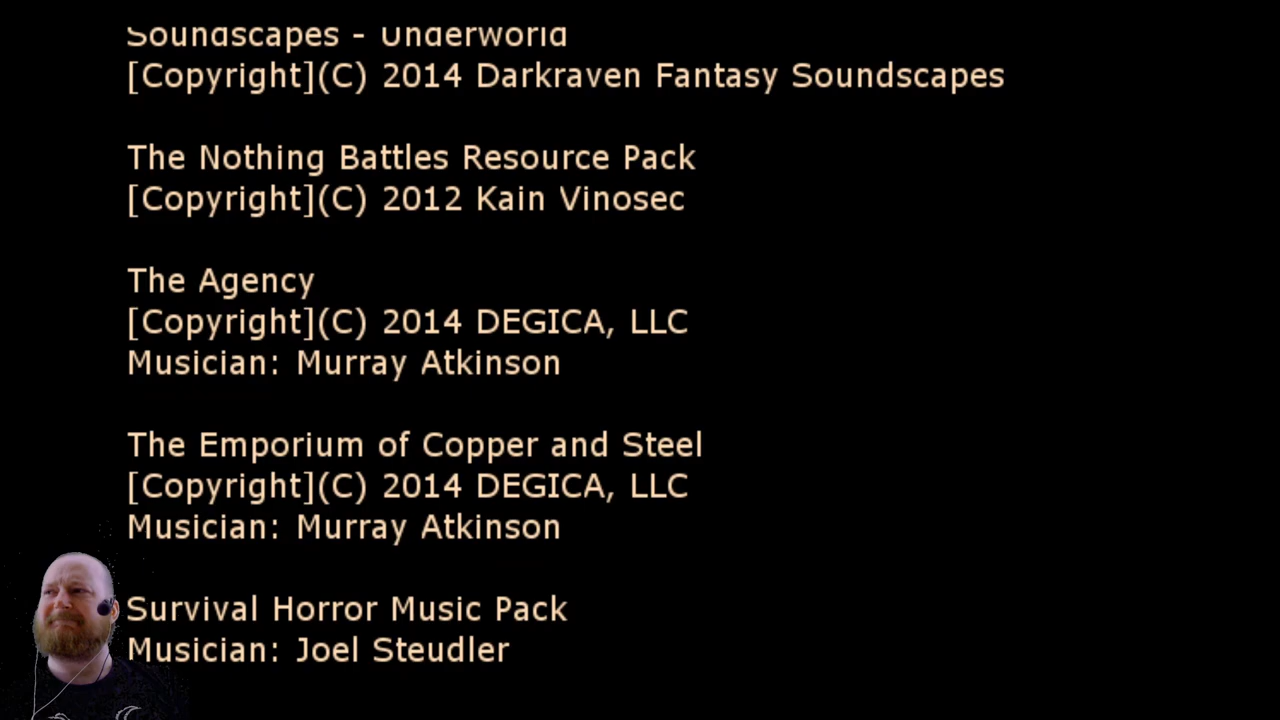 Soundscapes - Underworld
[Copyright](C) 2014 Darkraven Fantasy Soundscapes
The Nothing Battles Resource Pack
[Copyright](C) 2012 Kain Vinosec
The Agency
[Copyright](C) 2014 DEGICA, LLC
Musician: Murray Atkinson
The Emporium of Copper and Steel
[Copyright](C) 2014 DEGICA, LLC
Musician: Murray Atkinson
Survival Horror Music Pack
Musician: Joel Steudler